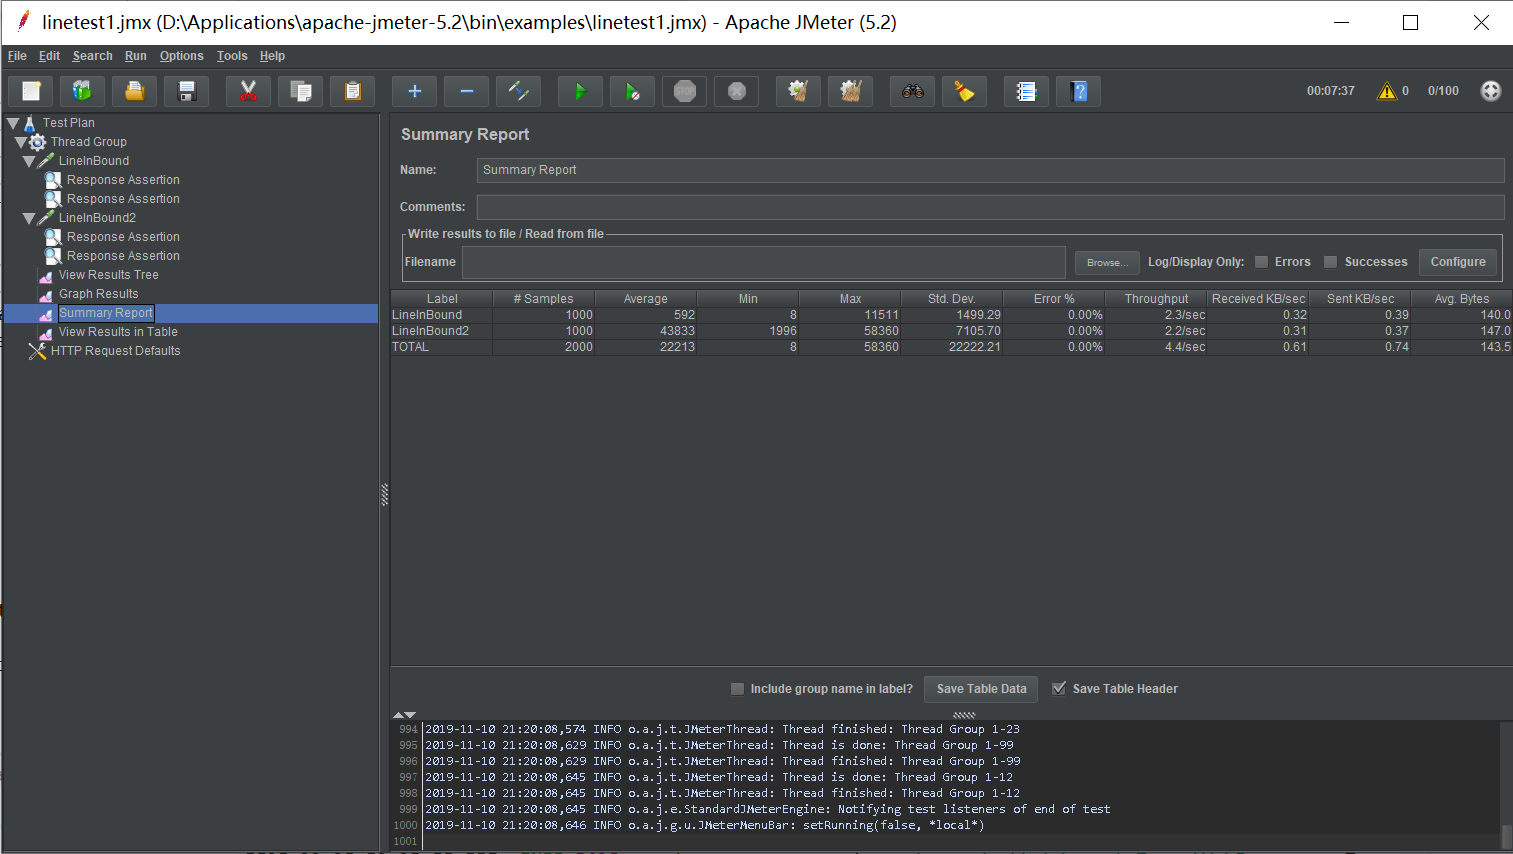 linetest1.jmx (D:\Applications\apache-jmeter-5.2\bin\examples\linetest1.jmx) - Apache JMeter (5.2)
File Edit Search Run Options Tools Help
STOP 00:07:37 0 0/100
Test Plan
Thread Group
LineInBound
Response Assertion
Response Assertion
LineInBound2
Response Assertion
Response Assertion
View Results Tree
Graph Results
Summary Report
View Results in Table
HTTP Request Defaults
Summary Report
Name: Summary Report
Comments:
Write results to file / Read from file
Filename Browse... Log/Display Only: Errors Successes Configure
Label # Samples Average Min Max Std. Dev. Error % Throughput Received KB/sec Sent KB/sec Avg. Bytes
LineInBound 1000 592 8 11511 1499.29 0.00% 2.3/sec 0.32 0.39 140.0
LineInBound2 1000 43833 1996 58360 7105.70 0.00% 2.2/sec 0.31 0.37 147.0
TOTAL 2000 22213 8 58360 22222.21 0.00% 4.4/sec 0.61 0.74 143.5
Include group name in label? Save Table Data Save Table Header
994 2019-11-10 21:20:08,574 INFO o.a.j.t.JMeterThread: Thread finished: Thread Group 1-23
995 2019-11-10 21:20:08,629 INFO o.a.j.t.JMeterThread: Thread is done: Thread Group 1-99
996 2019-11-10 21:20:08,629 INFO o.a.j.t.JMeterThread: Thread finished: Thread Group 1-99
997 2019-11-10 21:20:08,645 INFO o.a.j.t.JMeterThread: Thread is done: Thread Group 1-12
998 2019-11-10 21:20:08,645 INFO o.a.j.t.JMeterThread: Thread finished: Thread Group 1-12
999 2019-11-10 21:20:08,645 INFO o.a.j.e.StandardJMeterEngine: Notifying test listeners of end of test
1000 2019-11-10 21:20:08,646 INFO o.a.j.g.u.JMeterMenuBar: setRunning(false, *local*)
1001